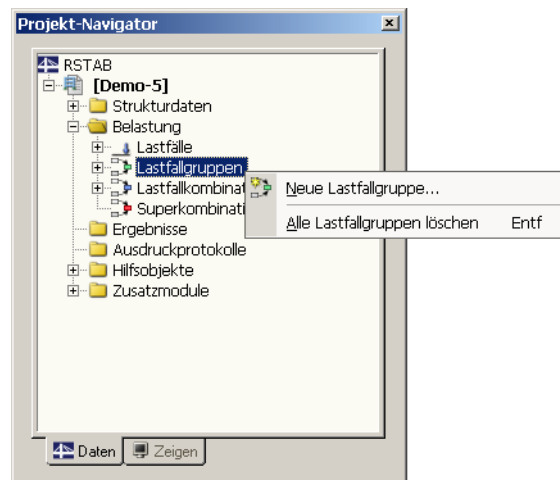 Projekt-Navigator
RSTAB
[Demo-5]
Strukturdaten
Belastung
Lastfälle
Lastfallgruppen
Neue Lastfallgruppe...
Lastfallkombinat
Superkombinati
Alle Lastfallgruppen löschen Entf
Ergebnisse
Ausdruckprotokolle
Hilfsobjekte
Zusatzmodule
Daten Zeigen